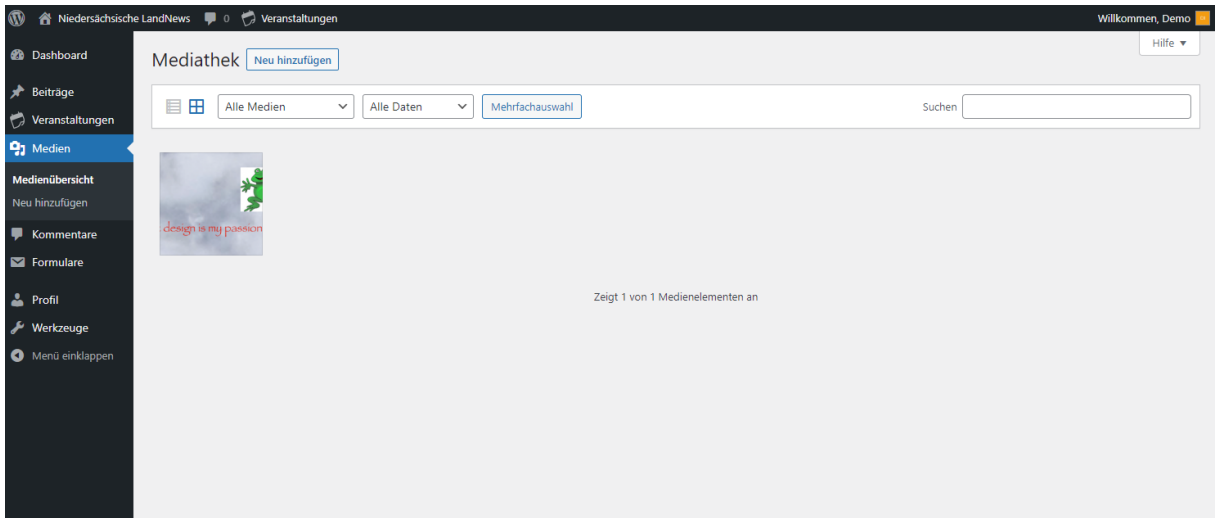 Niedersächsische LandNews 0 Veranstaltungen Willkommen, Demo
Hilfe ▼
Dashboard
Beiträge
Veranstaltungen
Medien
Medienübersicht
Neu hinzufügen
Kommentare
Formulare
Profil
Werkzeuge
Menü einklappen
Mediathek Neu hinzufügen
Alle Medien Alle Daten Mehrfachauswahl Suchen
design is my passion
Zeigt 1 von 1 Medienelementen an